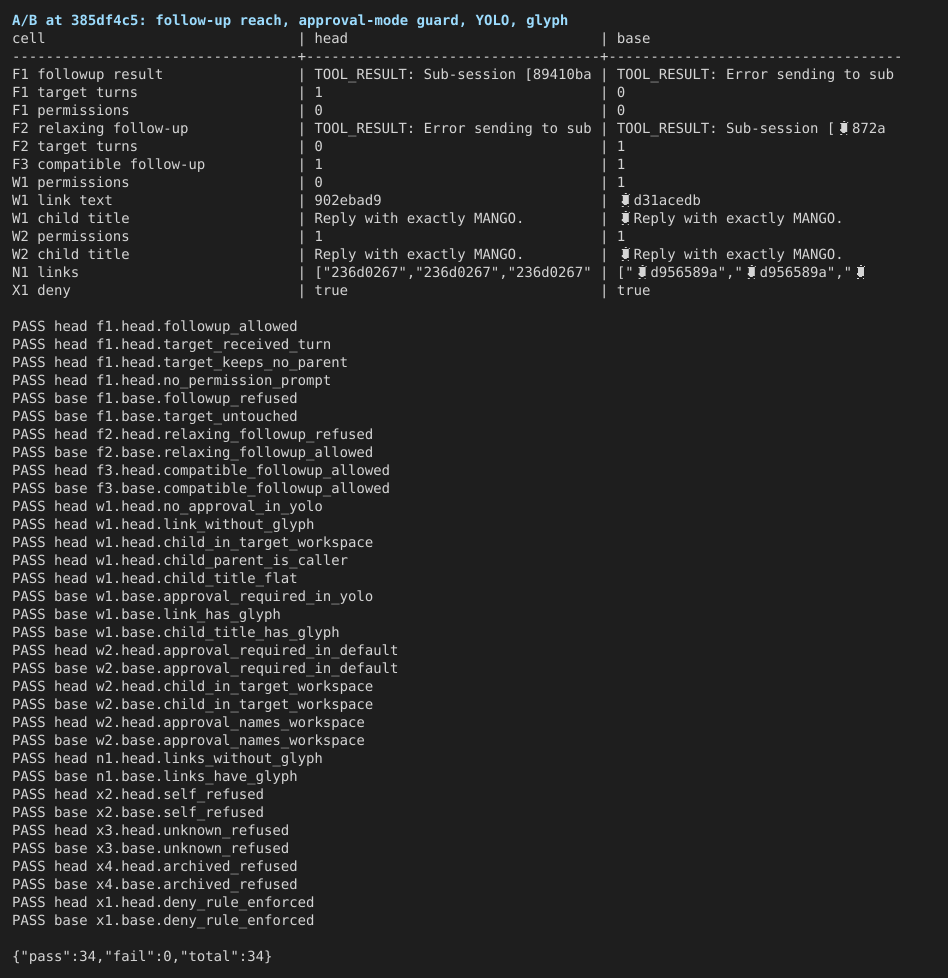 A/B at 385df4c5: follow-up reach, approval-mode guard, YOLO, glyph
cell                              | head                              | base
----------------------------------+-----------------------------------+-----------------------------------
F1 followup result                | TOOL_RESULT: Sub-session [89410ba | TOOL_RESULT: Error sending to sub
F1 target turns                   | 1                                 | 0
F1 permissions                    | 0                                 | 0
F2 relaxing follow-up             | TOOL_RESULT: Error sending to sub | TOOL_RESULT: Sub-session [🧵872a
F2 target turns                   | 0                                 | 1
F3 compatible follow-up           | 1                                 | 1
W1 permissions                    | 0                                 | 1
W1 link text                      | 902ebad9                          | 🧵d31acedb
W1 child title                    | Reply with exactly MANGO.         | 🧵Reply with exactly MANGO.
W2 permissions                    | 1                                 | 1
W2 child title                    | Reply with exactly MANGO.         | 🧵Reply with exactly MANGO.
N1 links                          | ["236d0267","236d0267","236d0267" | ["🧵d956589a","🧵d956589a","🧵
X1 deny                           | true                              | true
PASS head f1.head.followup_allowed
PASS head f1.head.target_received_turn
PASS head f1.head.target_keeps_no_parent
PASS head f1.head.no_permission_prompt
PASS base f1.base.followup_refused
PASS base f1.base.target_untouched
PASS head f2.head.relaxing_followup_refused
PASS base f2.base.relaxing_followup_allowed
PASS head f3.head.compatible_followup_allowed
PASS base f3.base.compatible_followup_allowed
PASS head w1.head.no_approval_in_yolo
PASS head w1.head.link_without_glyph
PASS head w1.head.child_in_target_workspace
PASS head w1.head.child_parent_is_caller
PASS head w1.head.child_title_flat
PASS base w1.base.approval_required_in_yolo
PASS base w1.base.link_has_glyph
PASS base w1.base.child_title_has_glyph
PASS head w2.head.approval_required_in_default
PASS base w2.base.approval_required_in_default
PASS head w2.head.child_in_target_workspace
PASS base w2.base.child_in_target_workspace
PASS head w2.head.approval_names_workspace
PASS base w2.base.approval_names_workspace
PASS head n1.head.links_without_glyph
PASS base n1.base.links_have_glyph
PASS head x2.head.self_refused
PASS base x2.base.self_refused
PASS head x3.head.unknown_refused
PASS base x3.base.unknown_refused
PASS head x4.head.archived_refused
PASS base x4.base.archived_refused
PASS head x1.head.deny_rule_enforced
PASS base x1.base.deny_rule_enforced
{"pass":34,"fail":0,"total":34}